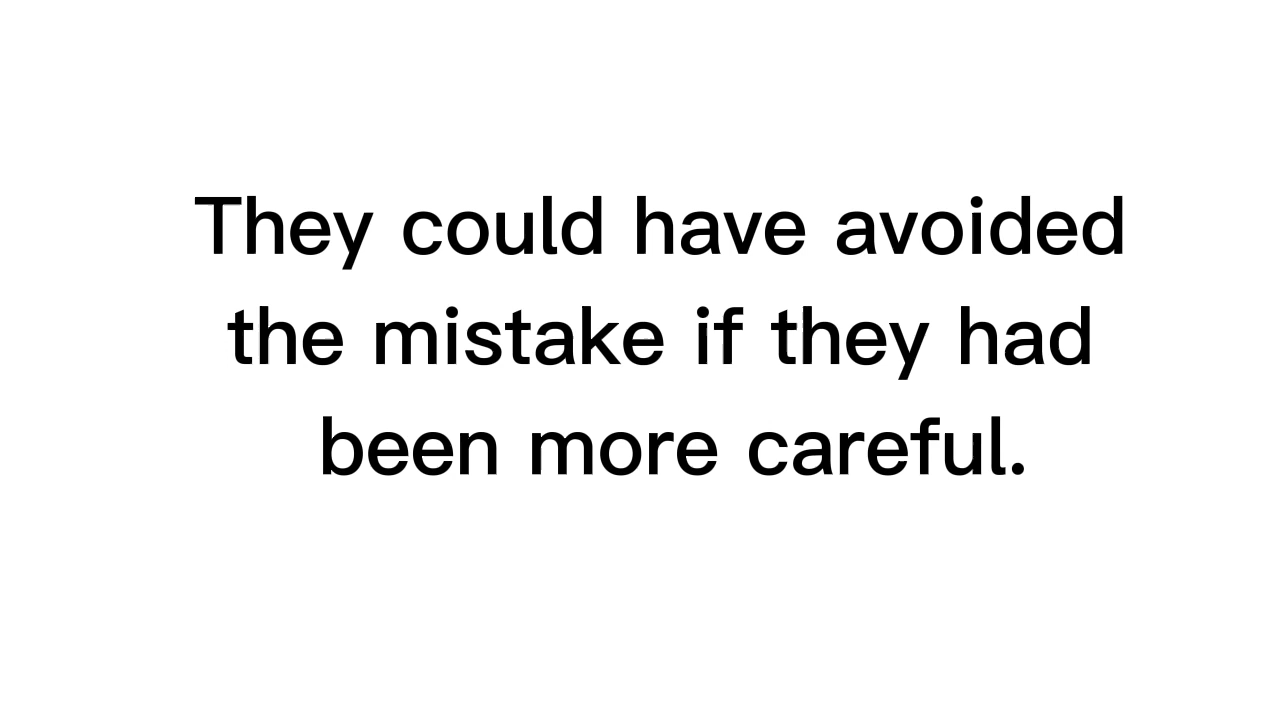 They could have avoided
the mistake if they had
been more careful.